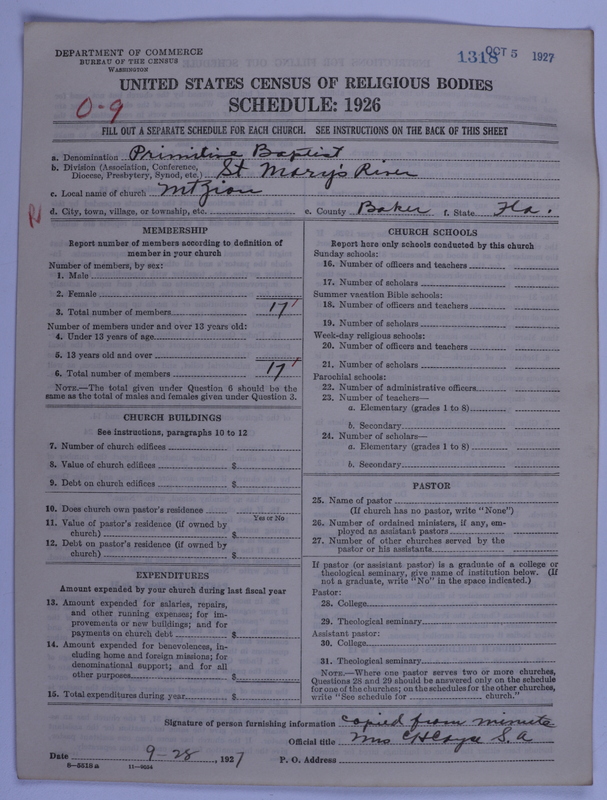 DEPARTMENT OF COMMERCE
BUREAU OF THE CENSUS
WASHINGTON
1318 OCT 5 1927
UNITED STATES CENSUS OF RELIGIOUS BODIES
SCHEDULE: 1926
0-9
FILL OUT A SEPARATE SCHEDULE FOR EACH CHURCH. SEE INSTRUCTIONS ON THE BACK OF THIS SHEET
a. Denomination Primitive Baptist
b. Division (Association, Conference, Diocese, Presbytery, Synod, etc.) St Mary's River
c. Local name of church Mt Zion
d. City, town, village, or township, etc. e. County Baker f. State Fla.
MEMBERSHIP
Report number of members according to definition of
member in your church
Number of members, by sex:
1. Male
2. Female
3. Total number of members 17
Number of members under and over 13 years old:
4. Under 13 years of age
5. 13 years old and over
6. Total number of members 17
NOTE.—The total given under Question 6 should be the
same as the total of males and females given under Question 3.
CHURCH BUILDINGS
See instructions, paragraphs 10 to 12
7. Number of church edifices
8. Value of church edifices $
9. Debt on church edifices $
10. Does church own pastor's residence
Yes or No
11. Value of pastor's residence (if owned by
church) $
12. Debt on pastor's residence (if owned by
church) $
EXPENDITURES
Amount expended by your church during last fiscal year
13. Amount expended for salaries, repairs,
and other running expenses; for im-
provements or new buildings; and for
payments on church debt $
14. Amount expended for benevolences, in-
cluding home and foreign missions; for
denominational support; and for all
other purposes $
15. Total expenditures during year $
CHURCH SCHOOLS
Report here only schools conducted by this church
Sunday schools:
16. Number of officers and teachers
17. Number of scholars
Summer vacation Bible schools:
18. Number of officers and teachers
19. Number of scholars
Week-day religious schools:
20. Number of officers and teachers
21. Number of scholars
Parochial schools:
22. Number of administrative officers
23. Number of teachers—
a. Elementary (grades 1 to 8)
b. Secondary
24. Number of scholars—
a. Elementary (grades 1 to 8)
b. Secondary
PASTOR
25. Name of pastor
(If church has no pastor, write "None")
26. Number of ordained ministers, if any, em-
ployed as assistant pastors
27. Number of other churches served by the
pastor or his assistants
If pastor (or assistant pastor) is a graduate of a college or
theological seminary, give name of institution below. (If
not a graduate, write "No" in the space indicated.)
Pastor:
28. College
29. Theological seminary
Assistant pastor:
30. College
31. Theological seminary
NOTE.—Where one pastor serves two or more churches,
Questions 28 and 29 should be answered only on the schedule
for one of the churches; on the schedules for the other churches,
write "See schedule for church."
Signature of person furnishing information copied from minute
Official title Mrs C H Cayce S. A
Date 9-28, 1927 P. O. Address
8-5518a 11-9034